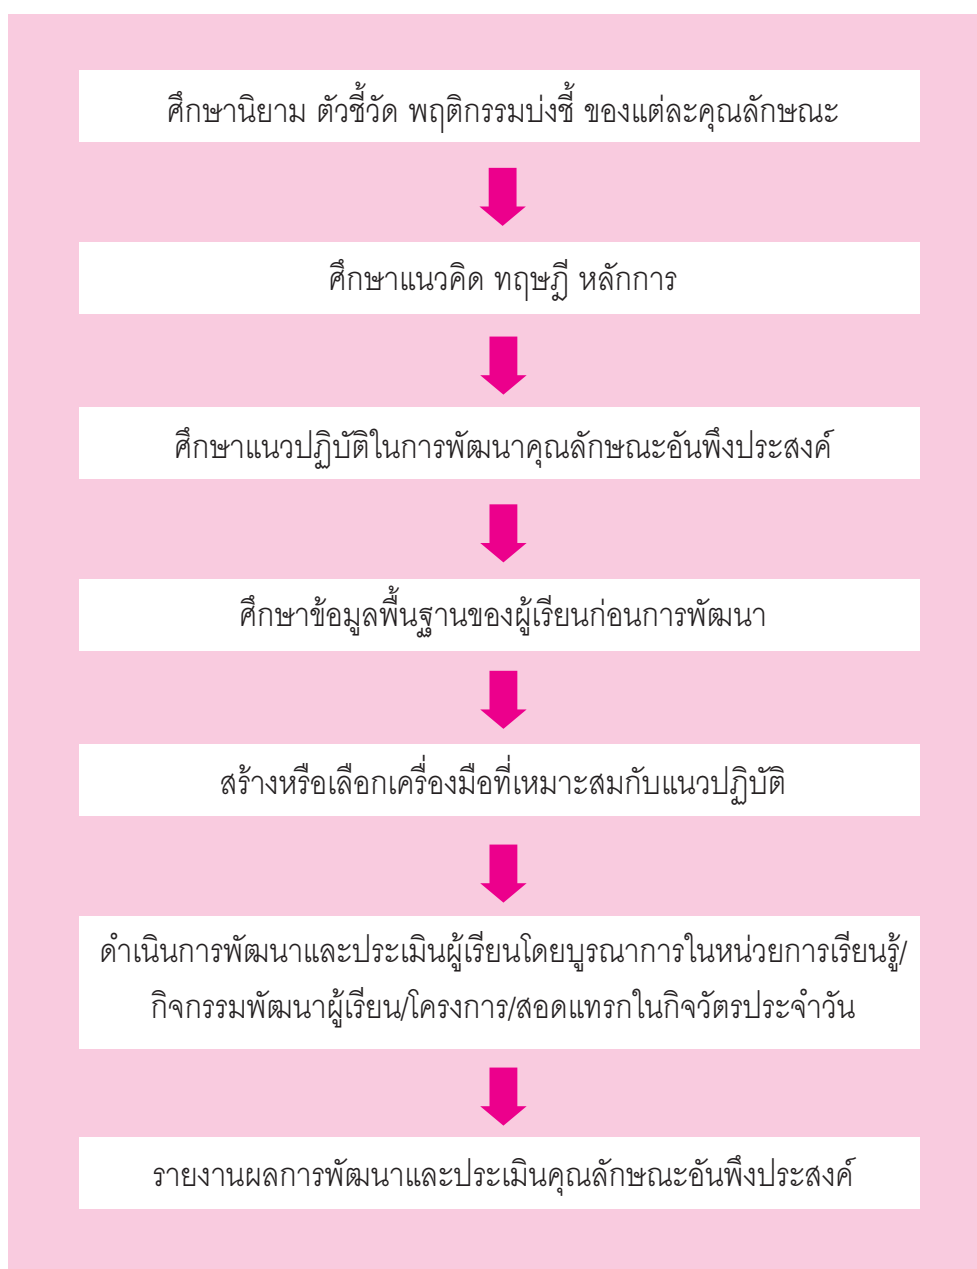 ศึกษานิยาม ตัวชี้วัด พฤติกรรมบ่งชี้ ของแต่ละคุณลักษณะ
ศึกษาแนวคิด ทฤษฎี หลักการ
ศึกษาแนวปฏิบัติในการพัฒนาคุณลักษณะอันพึงประสงค์
ศึกษาข้อมูลพื้นฐานของผู้เรียนก่อนการพัฒนา
สร้างหรือเลือกเครื่องมือที่เหมาะสมกับแนวปฏิบัติ
ดำเนินการพัฒนาและประเมินผู้เรียนโดยบูรณาการในหน่วยการเรียนรู้/
กิจกรรมพัฒนาผู้เรียน/โครงการ/สอดแทรกในกิจวัตรประจำวัน
รายงานผลการพัฒนาและประเมินคุณลักษณะอันพึงประสงค์